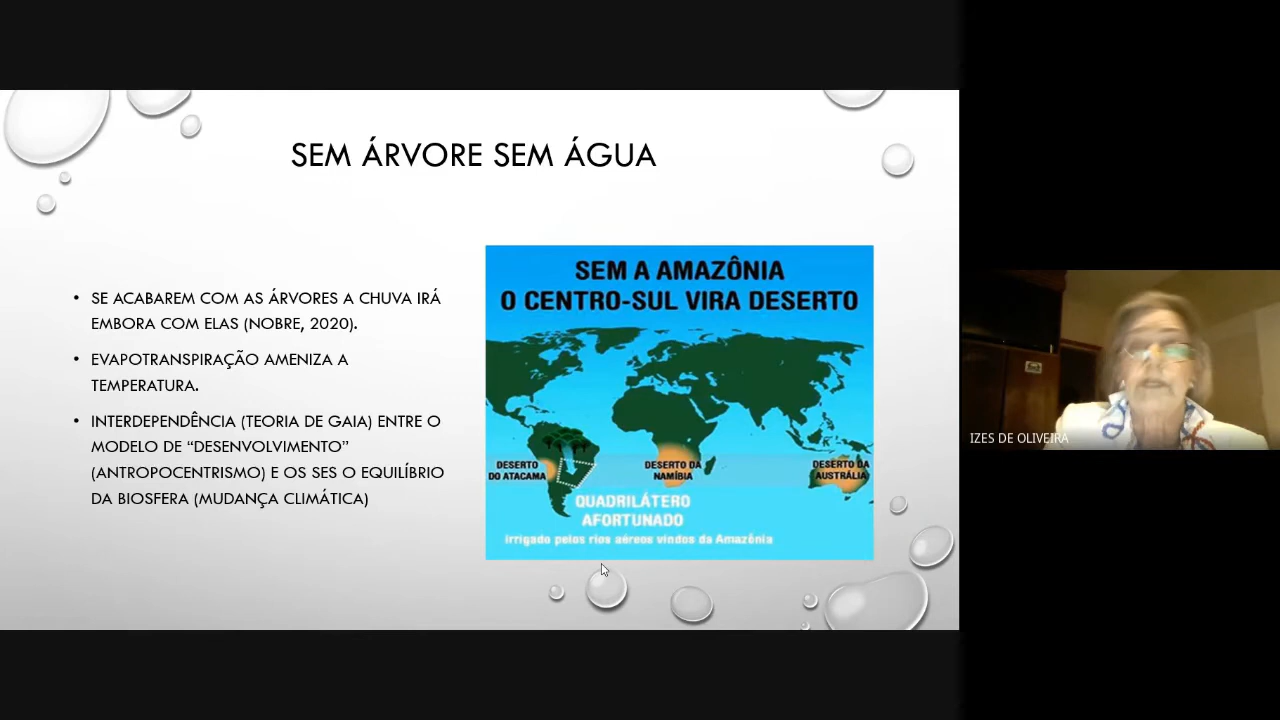 SEM ÁRVORE SEM ÁGUA
• SE ACABAREM COM AS ÁRVORES A CHUVA IRÁ
EMBORA COM ELAS (NOBRE, 2020).
• EVAPOTRANSPIRAÇÃO AMENIZA A
TEMPERATURA.
• INTERDEPENDÊNCIA (TEORIA DE GAIA) ENTRE O
MODELO DE “DESENVOLVIMENTO”
(ANTROPOCENTRISMO) E OS SES O EQUILÍBRIO
DA BIOSFERA (MUDANÇA CLIMÁTICA)
SEM A AMAZÔNIA
O CENTRO-SUL VIRA DESERTO
DESERTO
DO ATACAMA
DESERTO DA
NAMÍBIA
DESERTO DA
AUSTRÁLIA
QUADRILÁTERO
AFORTUNADO
irrigado pelos rios aéreos vindos da Amazônia
IZES DE OLIVEIRA